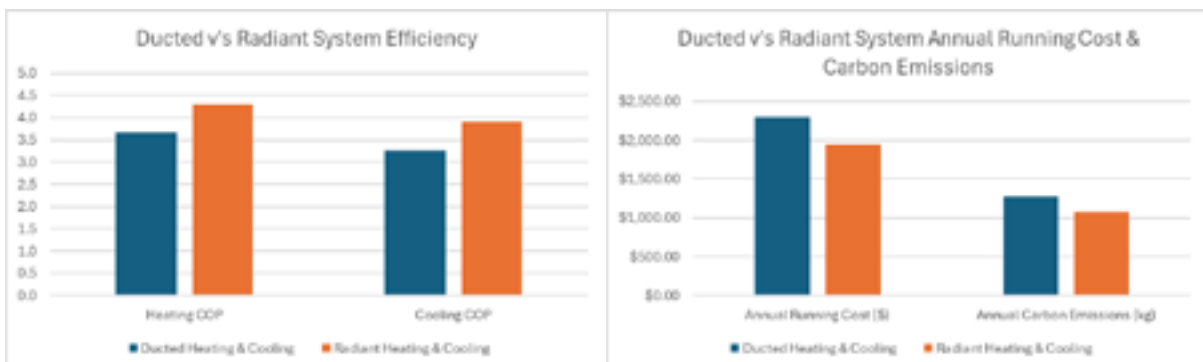 Ducted v's Radiant System Efficiency
5.0
4.5
4.0
3.5
3.0
2.5
2.0
1.5
1.0
0.5
0.0
Heating COP
Cooling COP
Ducted Heating & Cooling
Radiant Heating & Cooling
Ducted v's Radiant System Annual Running Cost &
Carbon Emissions
$2,500.00
$2,000.00
$1,500.00
$1,000.00
$500.00
$0.00
Annual Running Cost ($)
Annual Carbon Emissions (kg)
Ducted Heating & Cooling
Radiant Heating & Cooling